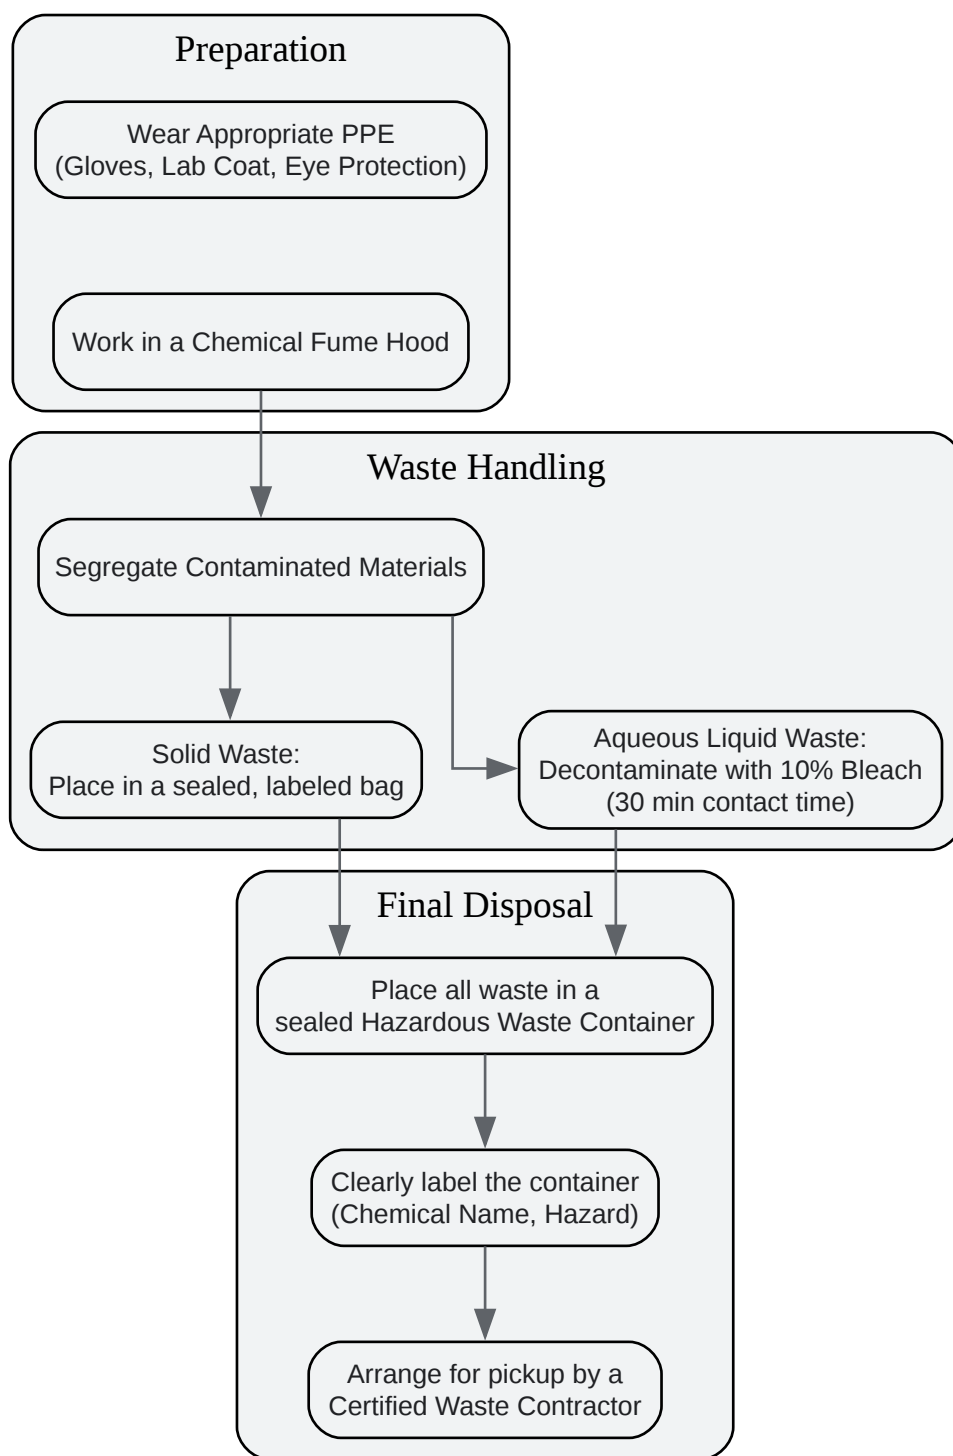 Preparation
Wear Appropriate PPE
(Gloves, Lab Coat, Eye Protection)
Work in a Chemical Fume Hood
Waste Handling
Segregate Contaminated Materials
Solid Waste:
Place in a sealed, labeled bag
Aqueous Liquid Waste:
Decontaminate with 10% Bleach
(30 min contact time)
Final Disposal
Place all waste in a
sealed Hazardous Waste Container
Clearly label the container
(Chemical Name, Hazard)
Arrange for pickup by a
Certified Waste Contractor